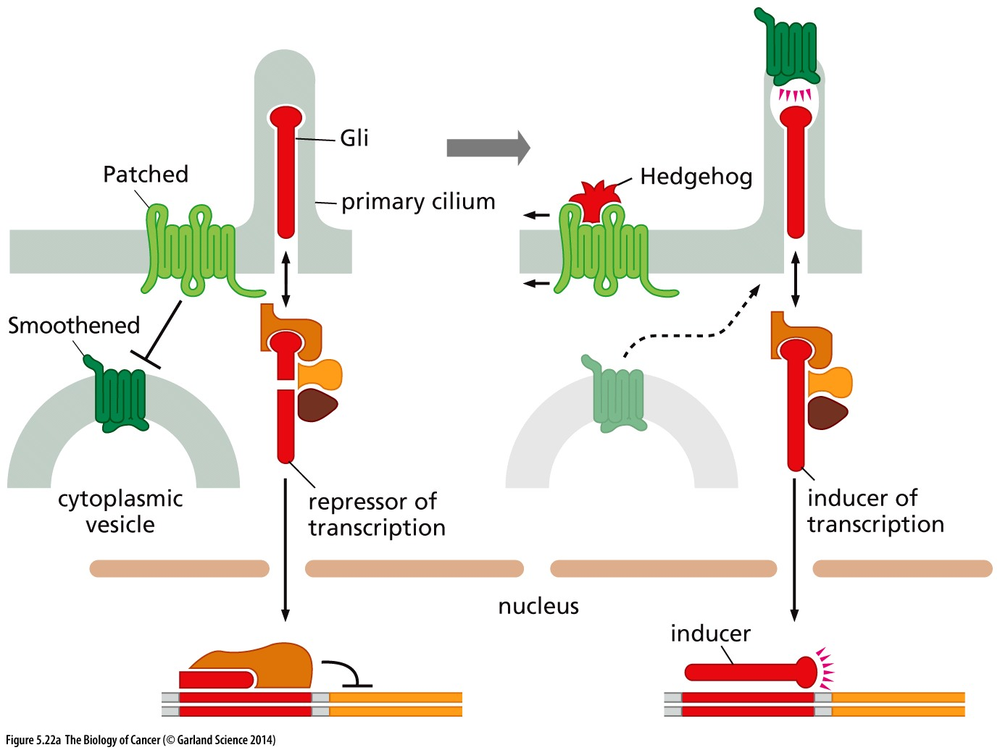 Gli
Patched
primary cilium
Hedgehog
Smoothened
cytoplasmic
vesicle
repressor of
transcription
inducer of
transcription
nucleus
inducer
Figure 5.22a The Biology of Cancer (© Garland Science 2014)